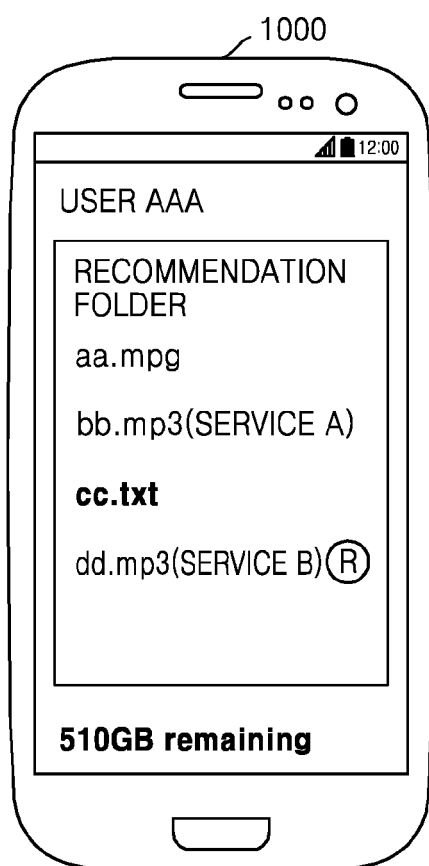 1000
12:00
USER AAA
RECOMMENDATION
FOLDER
aa.mpg
bb.mp3(SERVICE A)
cc.txt
dd.mp3(SERVICE B) R
510GB remaining